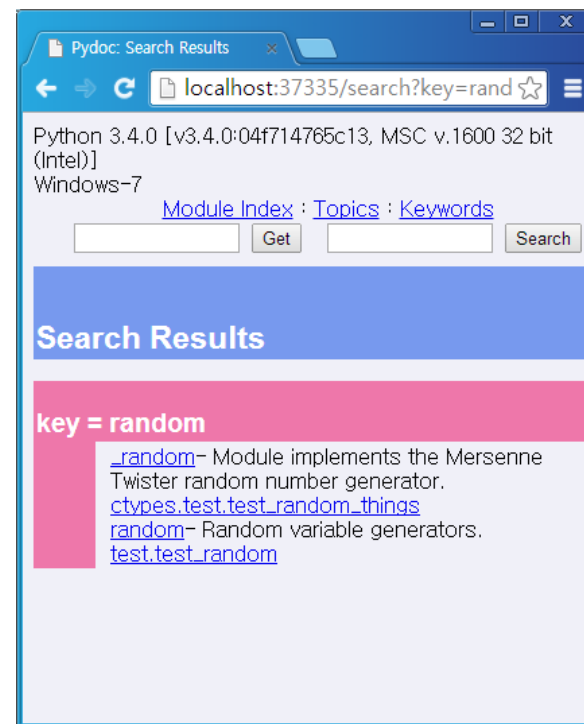 Pydoc: Search Results
localhost:37335/search?key=rand
Python 3.4.0 [v3.4.0:04f714765c13, MSC v.1600 32 bit
(Intel)]
Windows-7
Module Index : Topics : Keywords
Get Search
Search Results
key = random
_random- Module implements the Mersenne
Twister random number generator.
ctypes.test.test_random_things
random- Random variable generators.
test.test_random